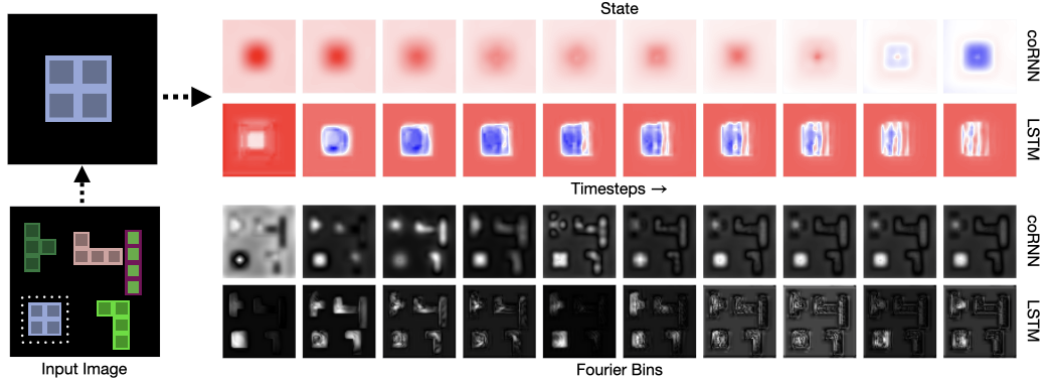 State
coRNN
LSTM
Timesteps →
coRNN
LSTM
Input Image
Fourier Bins